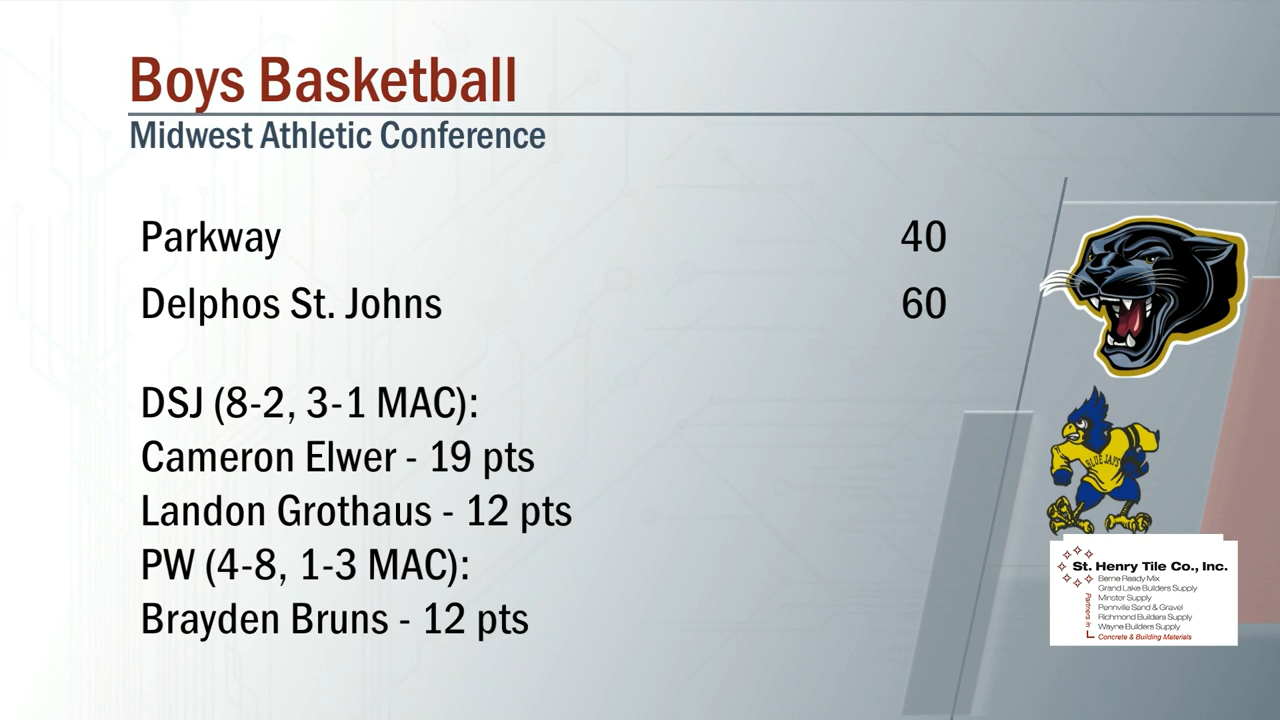 Boys Basketball
Midwest Athletic Conference
Parkway 40
Delphos St. Johns 60
DSJ (8-2, 3-1 MAC):
Cameron Elwer - 19 pts
Landon Grothaus - 12 pts
PW (4-8, 1-3 MAC):
Brayden Bruns - 12 pts
BLUE JAYS
St. Henry Tile Co., Inc.
Berne Ready Mix
Grand Lake Builders Supply
Minster Supply
Pennville Sand & Gravel
Richmond Builders Supply
Wayne Builders Supply
Partners in
Concrete & Building Materials